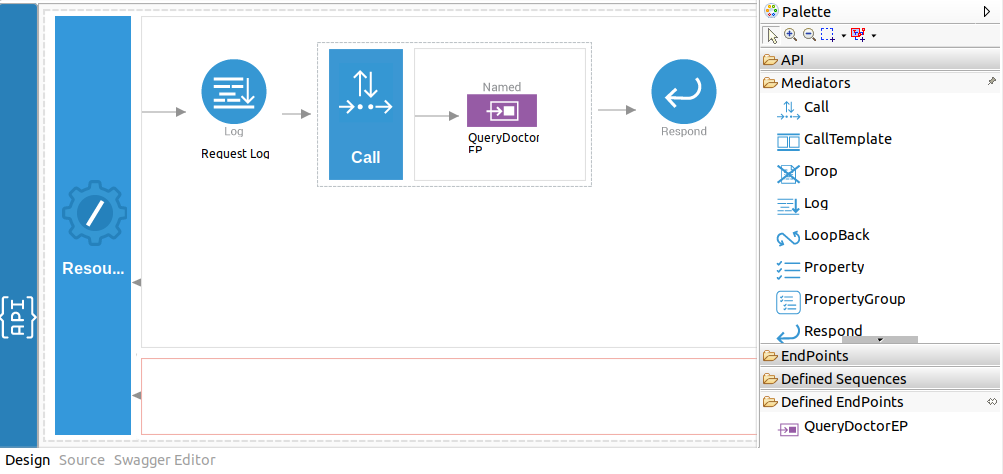 Palette
API
Mediators
Call
CallTemplate
Drop
Log
LoopBack
Property
PropertyGroup
Respond
EndPoints
Defined Sequences
Defined EndPoints
QueryDoctorEP
{API}
Resou...
Log
Request Log
Call
Named
QueryDoctor
EP
Respond
Design Source Swagger Editor